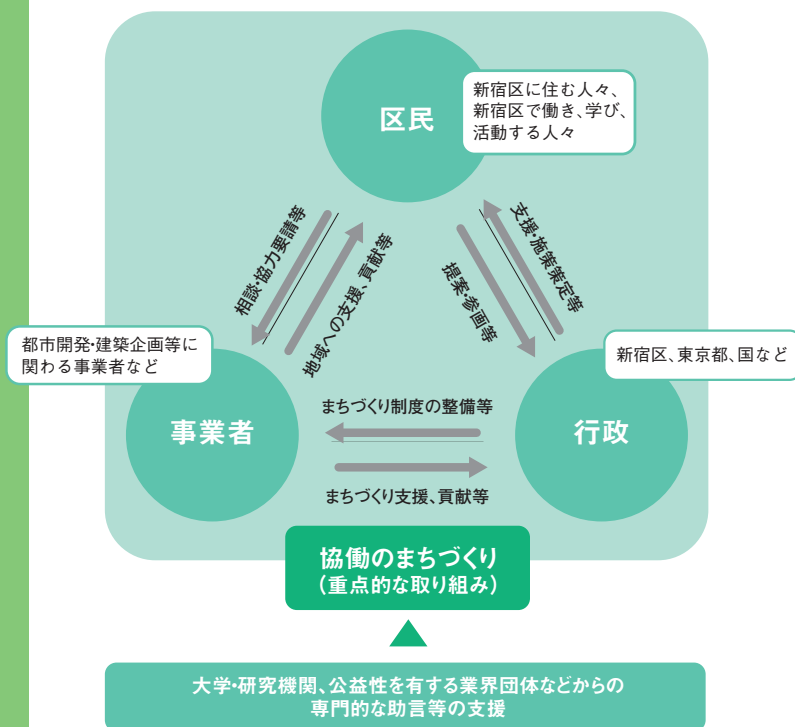 区民
新宿区に住む人々、
新宿区で働き、学び、
活動する人々
相談・協力要請等
地域への支援、貢献等
提案・参画等
支援・施策策定等
都市開発・建築企画等に
関わる事業者など
新宿区、東京都、国など
事業者
行政
まちづくり制度の整備等
まちづくり支援、貢献等
協働のまちづくり
(重点的な取り組み)
大学・研究機関、公益性を有する業界団体などからの
専門的な助言等の支援